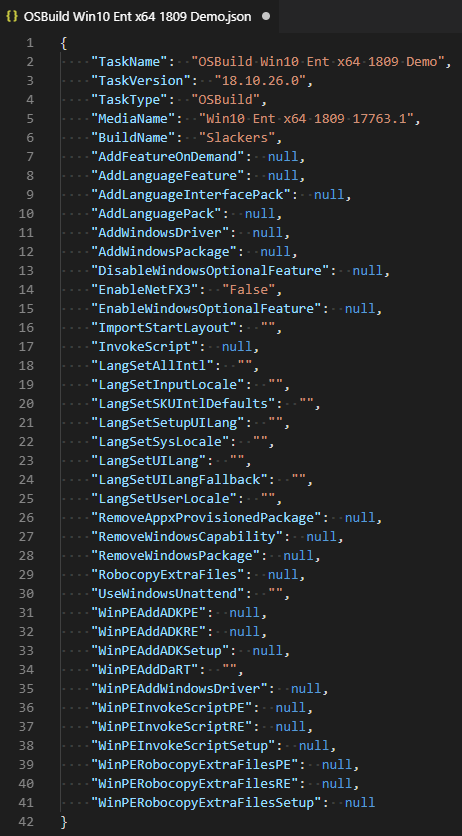 {} OSBuild Win10 Ent x64 1809 Demo.json ●
1 {
2     "TaskName":  "OSBuild Win10 Ent x64 1809 Demo",
3     "TaskVersion":  "18.10.26.0",
4     "TaskType":  "OSBuild",
5     "MediaName":  "Win10 Ent x64 1809 17763.1",
6     "BuildName":  "Slackers",
7     "AddFeatureOnDemand":  null,
8     "AddLanguageFeature":  null,
9     "AddLanguageInterfacePack":  null,
10     "AddLanguagePack":  null,
11     "AddWindowsDriver":  null,
12     "AddWindowsPackage":  null,
13     "DisableWindowsOptionalFeature":  null,
14     "EnableNetFX3":  "False",
15     "EnableWindowsOptionalFeature":  null,
16     "ImportStartLayout":  "",
17     "InvokeScript":  null,
18     "LangSetAllIntl":  "",
19     "LangSetInputLocale":  "",
20     "LangSetSKUIntlDefaults":  "",
21     "LangSetSetupUILang":  "",
22     "LangSetSysLocale":  "",
23     "LangSetUILang":  "",
24     "LangSetUILangFallback":  "",
25     "LangSetUserLocale":  "",
26     "RemoveAppxProvisionedPackage":  null,
27     "RemoveWindowsCapability":  null,
28     "RemoveWindowsPackage":  null,
29     "RobocopyExtraFiles":  null,
30     "UseWindowsUnattend":  "",
31     "WinPEAddADKPE":  null,
32     "WinPEAddADKRE":  null,
33     "WinPEAddADKSetup":  null,
34     "WinPEAddDaRT":  "",
35     "WinPEAddWindowsDriver":  null,
36     "WinPEInvokeScriptPE":  null,
37     "WinPEInvokeScriptRE":  null,
38     "WinPEInvokeScriptSetup":  null,
39     "WinPERobocopyExtraFilesPE":  null,
40     "WinPERobocopyExtraFilesRE":  null,
41     "WinPERobocopyExtraFilesSetup":  null
42 }